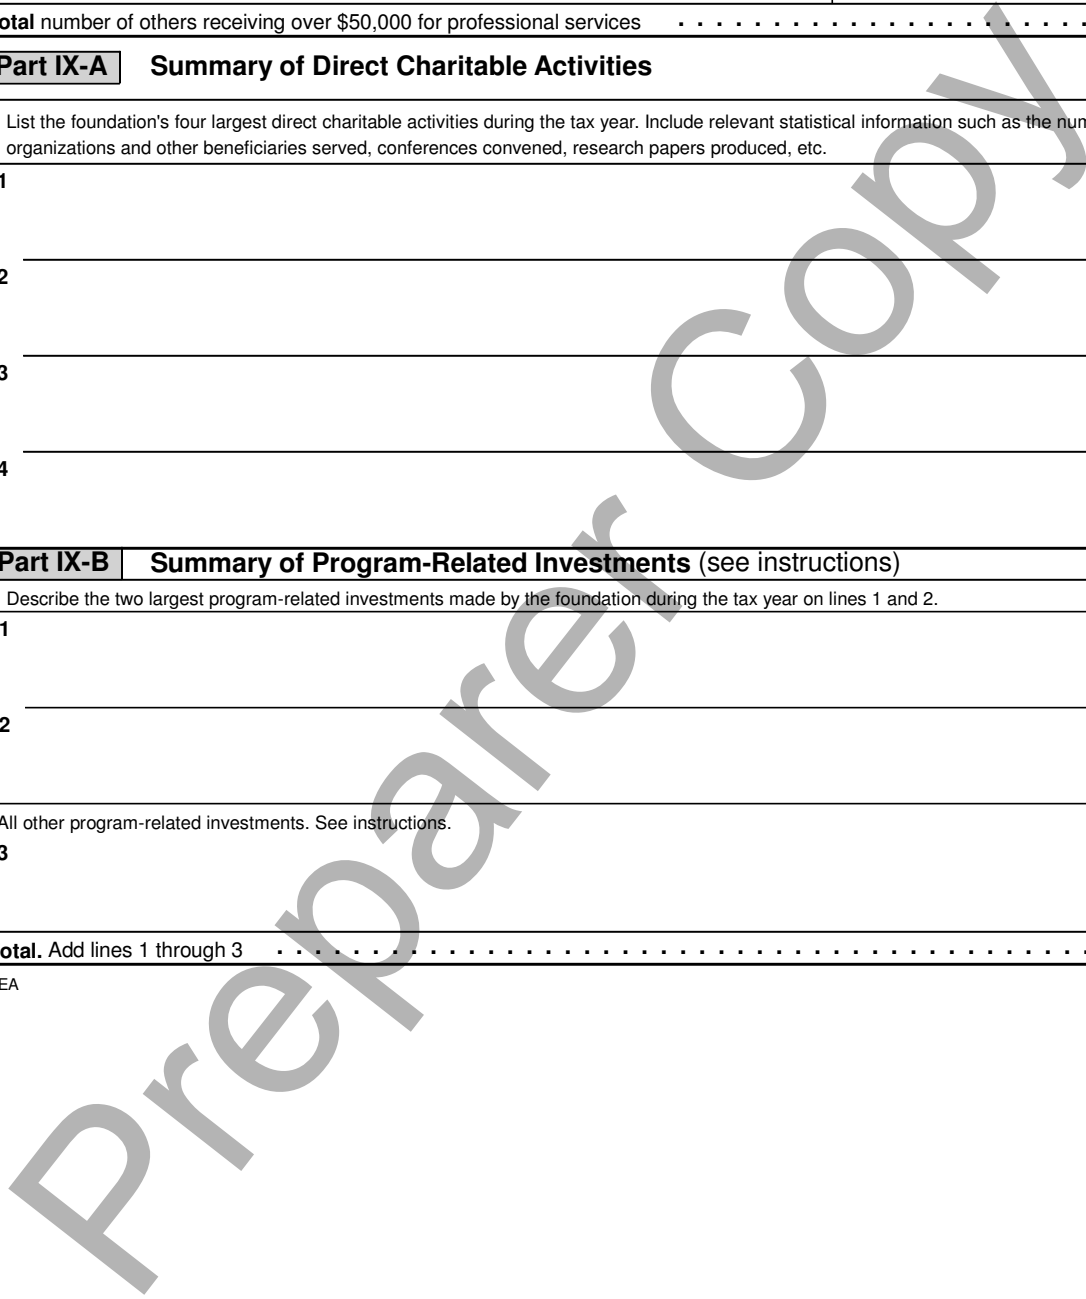 otal number of others receiving over $50,000 for professional services . . . . . . . . . . . . . . . . . . . . . .
Part IX-A Summary of Direct Charitable Activities
List the foundation's four largest direct charitable activities during the tax year. Include relevant statistical information such as the num
organizations and other beneficiaries served, conferences convened, research papers produced, etc.
1
2
3
4
Part IX-B Summary of Program-Related Investments (see instructions)
Describe the two largest program-related investments made by the foundation during the tax year on lines 1 and 2.
1
2
All other program-related investments. See instructions.
3
otal. Add lines 1 through 3 . . . . . . . . . . . . . . . . . . . . . . . . . . . . . . . . . . . . . . . . . . .
EA
Preparer Copy